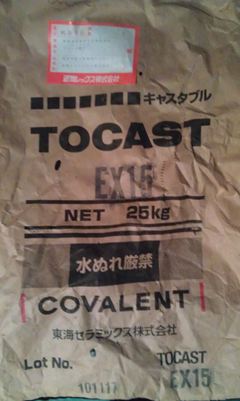 キャスタブル
TOCAST
EX15
NET 25kg
水ぬれ厳禁
COVALENT
東海セラミックス株式会社
Lot No. TOCAST
101117 EX15